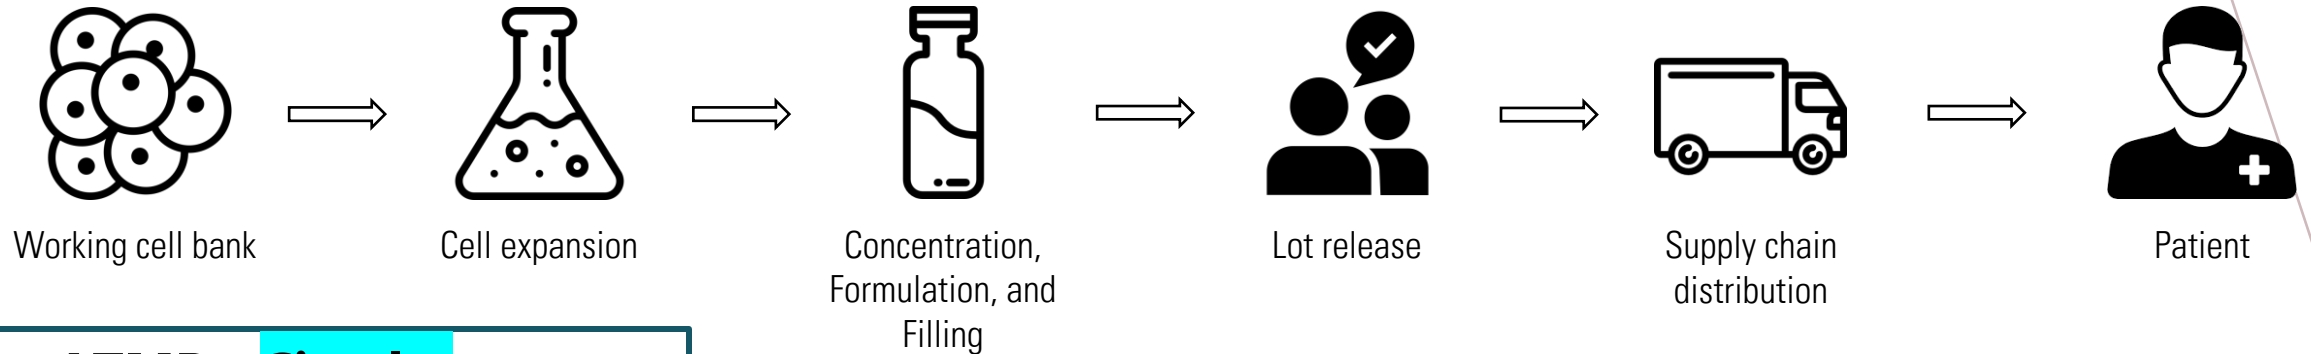 Working cell bank
Cell expansion
Concentration,
Formulation, and
Filling
Lot release
Supply chain
distribution
Patient